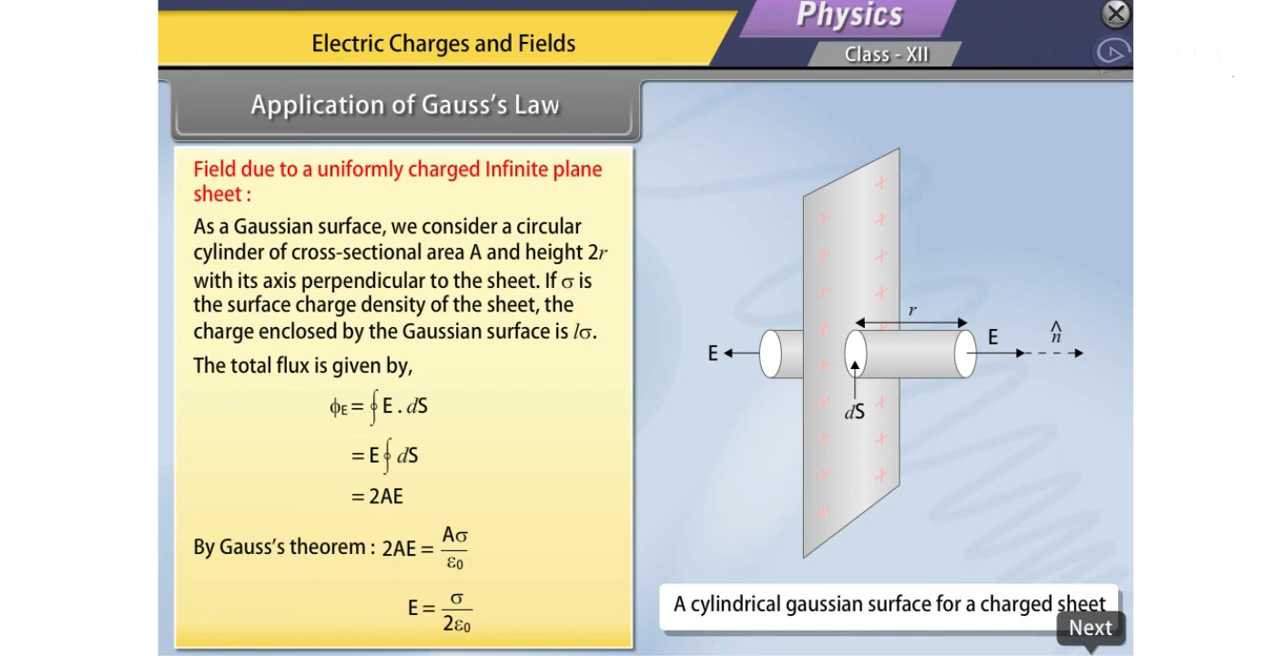 Physics
Electric Charges and Fields
Class - XII
Application of Gauss's Law
Field due to a uniformly charged Infinite plane
sheet :
As a Gaussian surface, we consider a circular
cylinder of cross-sectional area A and height 2r
with its axis perpendicular to the sheet. If σ is
the surface charge density of the sheet, the
charge enclosed by the Gaussian surface is lσ.
The total flux is given by,
ϕE = ∮ E . dS
= E ∮ dS
= 2AE
By Gauss's theorem : 2AE = Aσ/ε0
E = σ/2ε0
r
E
E
n̂
dS
A cylindrical gaussian surface for a charged sheet
Next